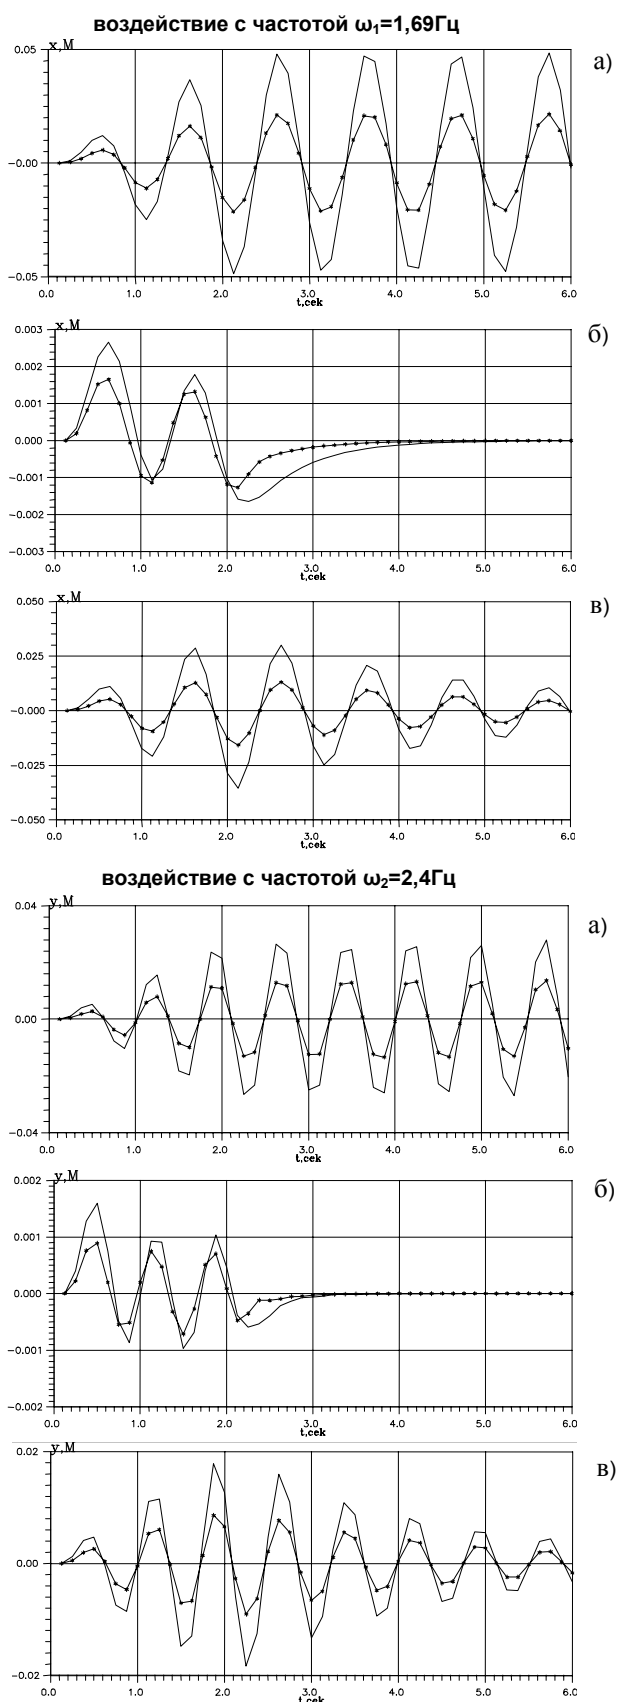 воздействие с частотой ω₁=1,69Гц
x,М
а)
0.05
−0.00
−0.05
0.0 1.0 2.0 3.0 4.0 5.0 6.0
t,сек
x,М
б)
0.003
0.002
0.001
0.000
−0.001
−0.002
−0.003
0.0 1.0 2.0 3.0 4.0 5.0 6.0
t,сек
x,М
в)
0.050
0.025
−0.000
−0.025
−0.050
0.0 1.0 2.0 3.0 4.0 5.0 6.0
t,сек
воздействие с частотой ω₂=2,4Гц
y,М
а)
0.04
0.00
−0.04
0.0 1.0 2.0 3.0 4.0 5.0 6.0
t,сек
y,М
б)
0.002
0.001
0.000
−0.001
−0.002
0.0 1.0 2.0 3.0 4.0 5.0 6.0
t,сек
y,М
в)
0.02
0.00
−0.02
0.0 1.0 2.0 3.0 4.0 5.0 6.0
t,сек